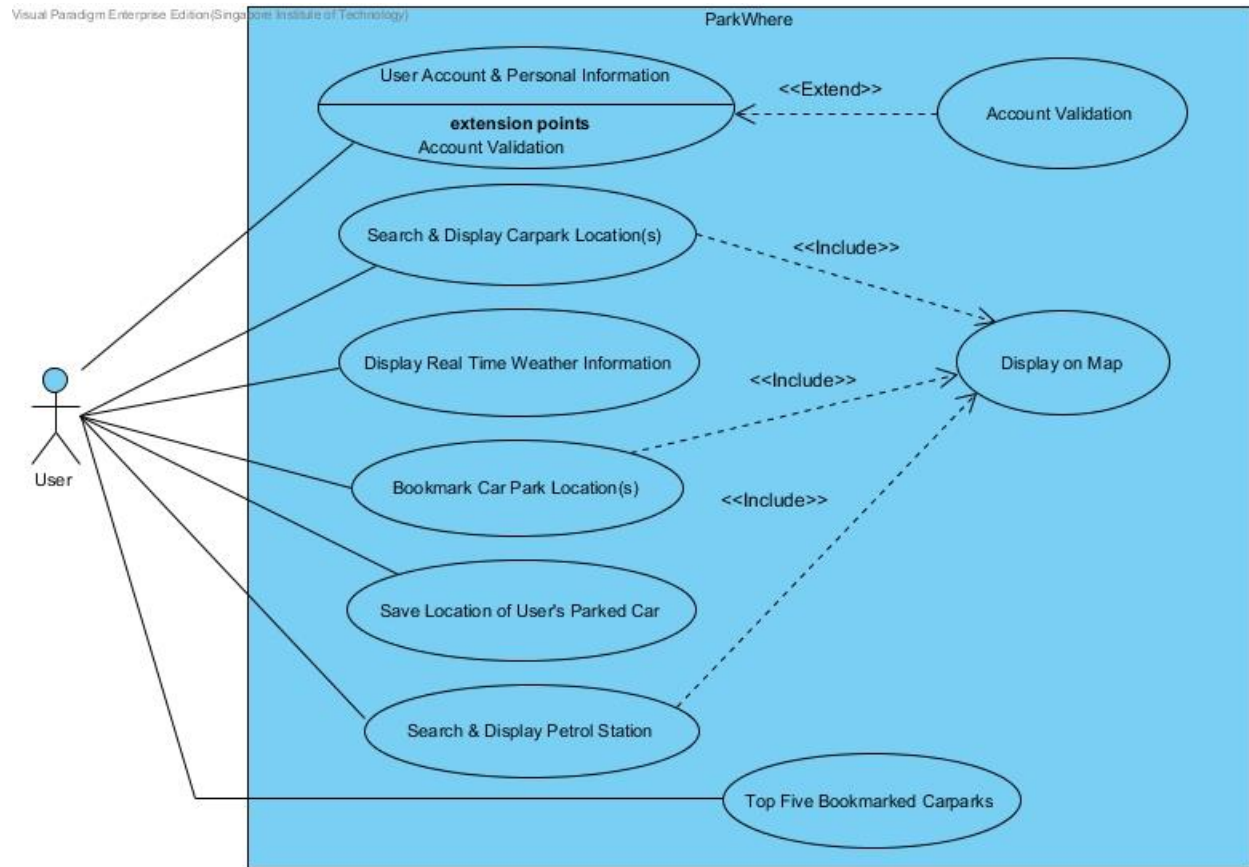 Visual Paradigm Enterprise Edition(Singapore Institute of Technology)
ParkWhere
User Account & Personal Information
extension points
Account Validation
<<Extend>>
Account Validation
Search & Display Carpark Location(s)
<<Include>>
Display Real Time Weather Information
Display on Map
<<Include>>
User
Bookmark Car Park Location(s)
<<Include>>
Save Location of User's Parked Car
Search & Display Petrol Station
Top Five Bookmarked Carparks